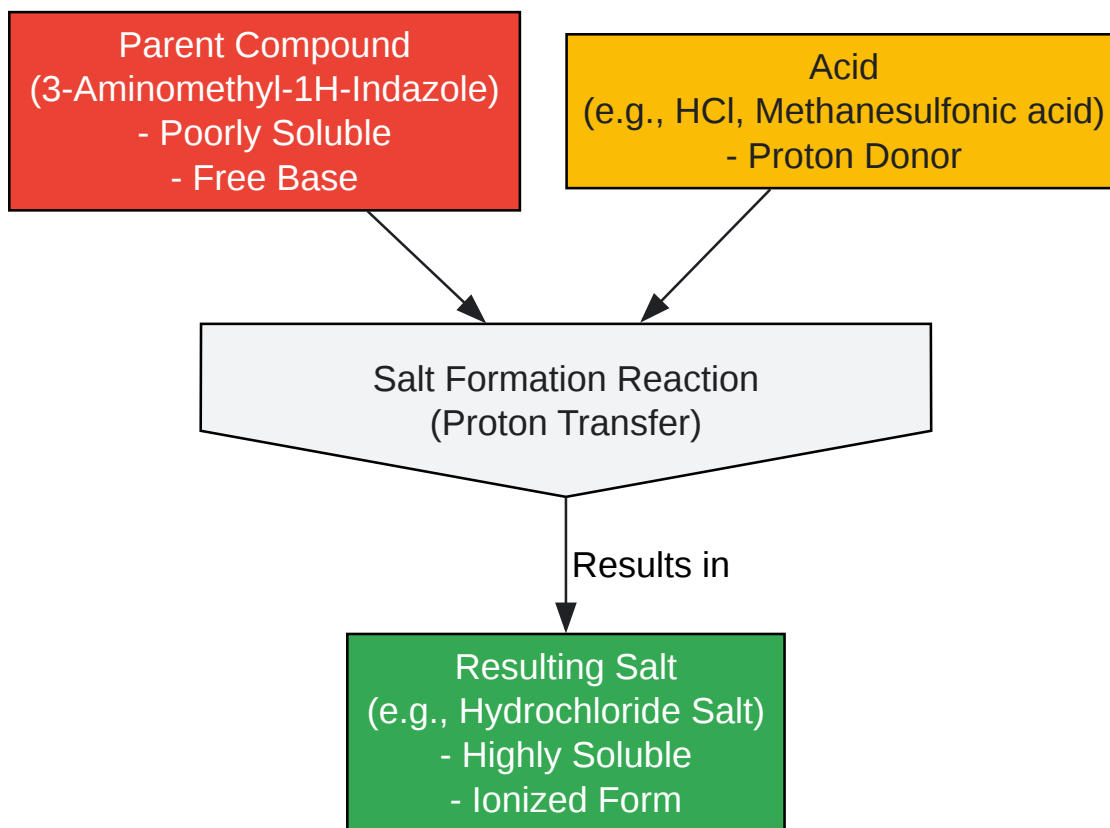 Parent Compound
(3-Aminomethyl-1H-Indazole)
- Poorly Soluble
- Free Base
Acid
(e.g., HCl, Methanesulfonic acid)
- Proton Donor
Salt Formation Reaction
(Proton Transfer)
Results in
Resulting Salt
(e.g., Hydrochloride Salt)
- Highly Soluble
- Ionized Form